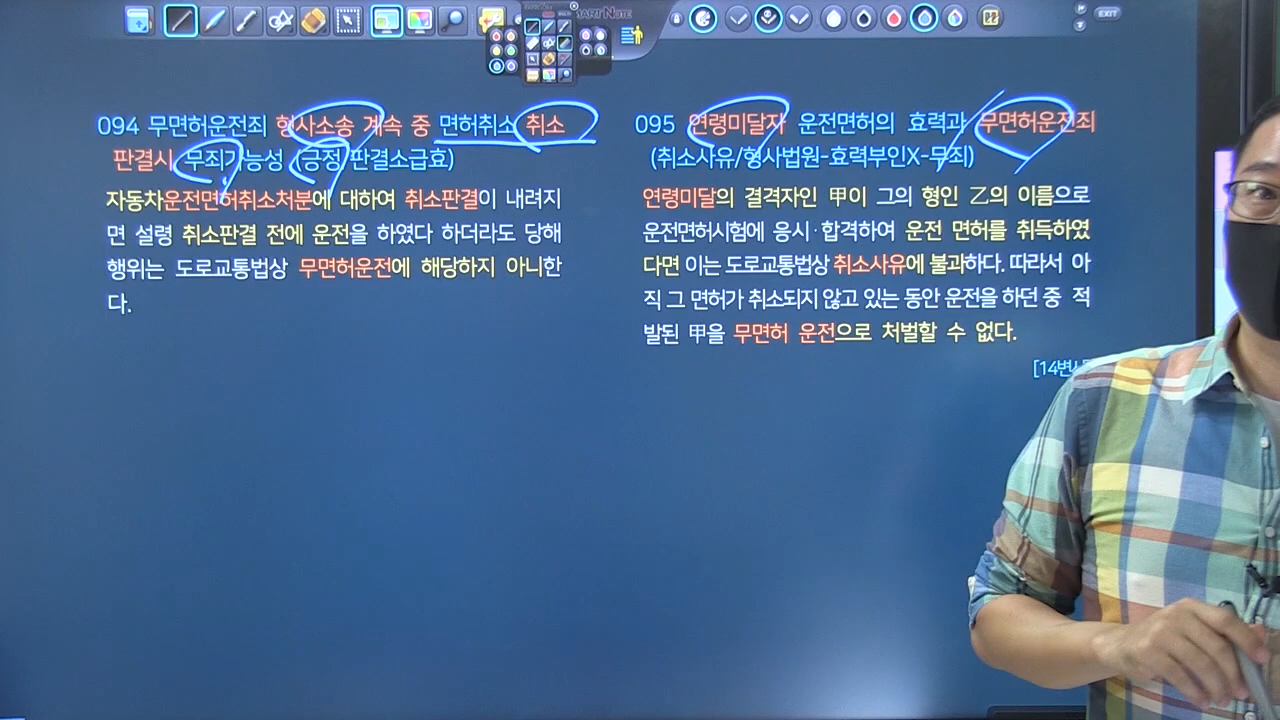 SMART NOTE
EXIT
094 무면허운전죄 형사소송 계속 중 면허취소 취소
판결시 무죄가능성 (긍정-판결소급효)
자동차운전면허취소처분에 대하여 취소판결이 내려지
면 설령 취소판결 전에 운전을 하였다 하더라도 당해
행위는 도로교통법상 무면허운전에 해당하지 아니한
다.
095 연령미달자 운전면허의 효력과 무면허운전죄
(취소사유/형사법원-효력부인X-무죄)
연령미달의 결격자인 甲이 그의 형인 乙의 이름으로
운전면허시험에 응시·합격하여 운전 면허를 취득하였
다면 이는 도로교통법상 취소사유에 불과하다. 따라서 아
직 그 면허가 취소되지 않고 있는 동안 운전을 하던 중 적
발된 甲을 무면허 운전으로 처벌할 수 없다.
[14변